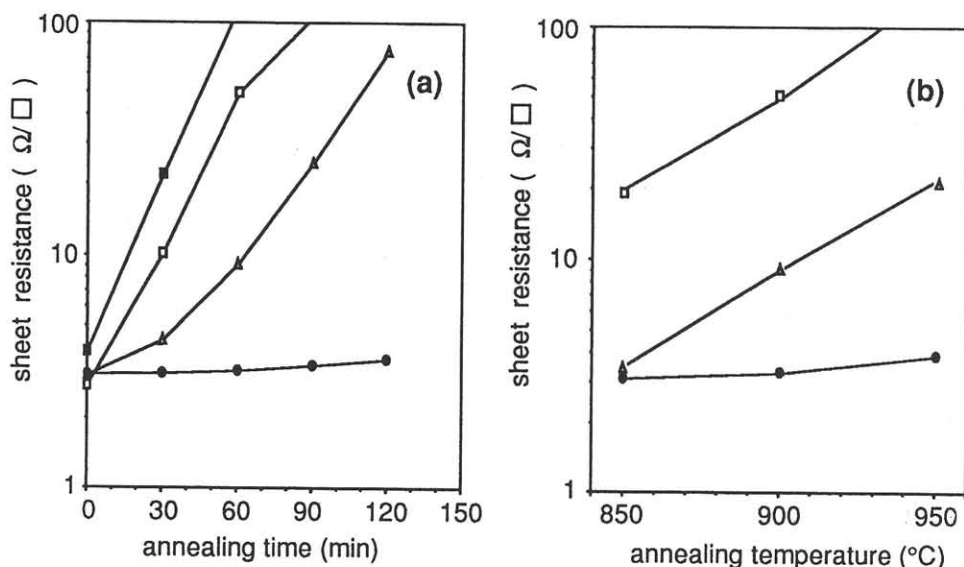 100
10
1
sheet resistance ( Ω/□ )
(a)
0 30 60 90 120 150
annealing time (min)
100
10
1
sheet resistance ( Ω/□ )
(b)
850 900 950
annealing temperature (°C)